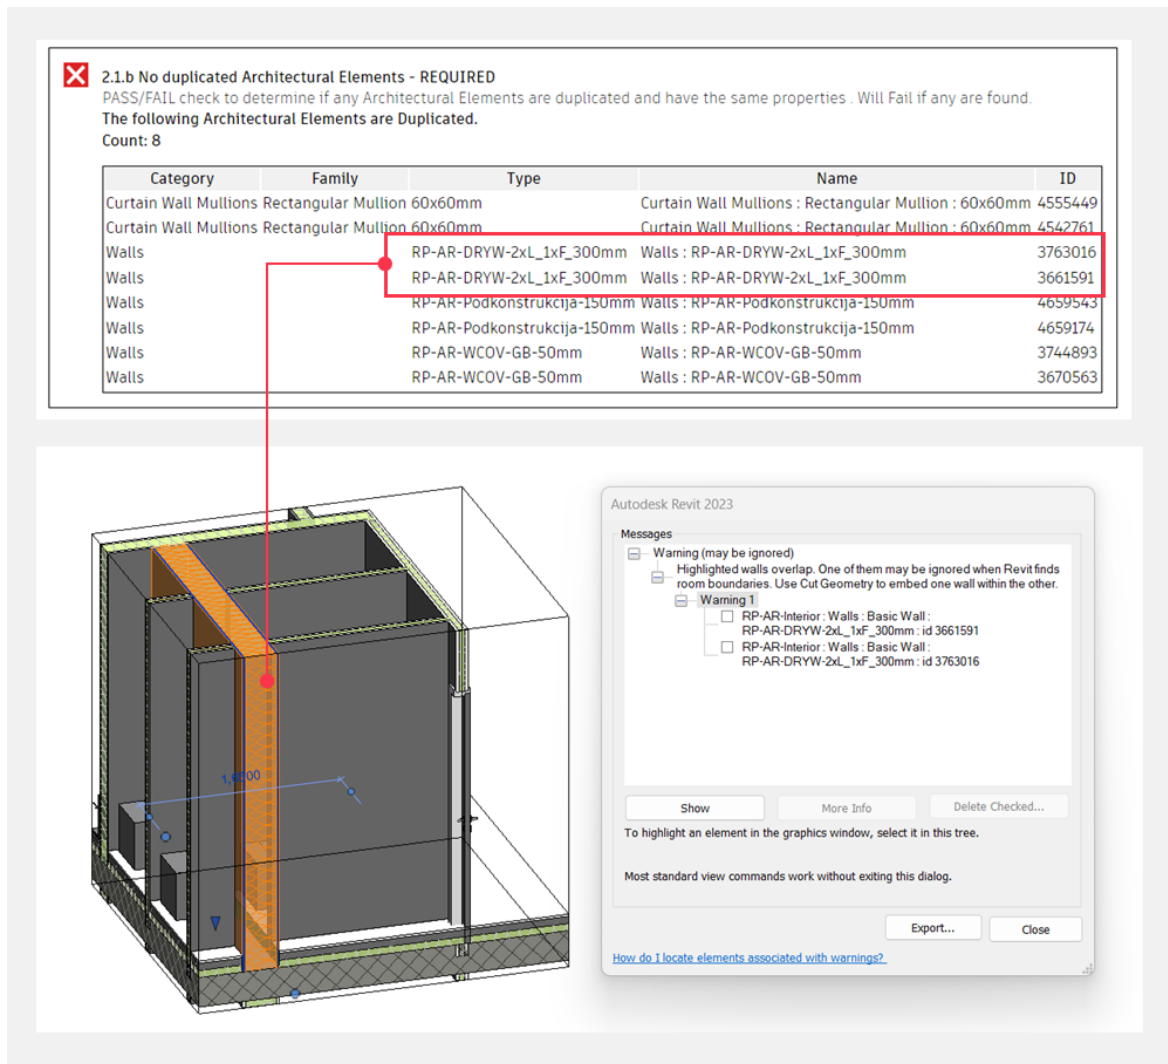 2.1.b No duplicated Architectural Elements - REQUIRED
PASS/FAIL check to determine if any Architectural Elements are duplicated and have the same properties . Will Fail if any are found.
The following Architectural Elements are Duplicated.
Count: 8
Category Family Type Name ID
Curtain Wall Mullions Rectangular Mullion 60x60mm Curtain Wall Mullions : Rectangular Mullion : 60x60mm 4555449
Curtain Wall Mullions Rectangular Mullion 60x60mm Curtain Wall Mullions : Rectangular Mullion : 60x60mm 4542761
Walls RP-AR-DRYW-2xL_1xF_300mm Walls : RP-AR-DRYW-2xL_1xF_300mm 3763016
Walls RP-AR-DRYW-2xL_1xF_300mm Walls : RP-AR-DRYW-2xL_1xF_300mm 3661591
Walls RP-AR-Podkonstrukcija-150mm Walls : RP-AR-Podkonstrukcija-150mm 4659543
Walls RP-AR-Podkonstrukcija-150mm Walls : RP-AR-Podkonstrukcija-150mm 4659174
Walls RP-AR-WCOV-GB-50mm Walls : RP-AR-WCOV-GB-50mm 3744893
Walls RP-AR-WCOV-GB-50mm Walls : RP-AR-WCOV-GB-50mm 3670563
Autodesk Revit 2023
Messages
Warning (may be ignored)
Highlighted walls overlap. One of them may be ignored when Revit finds
room boundaries. Use Cut Geometry to embed one wall within the other.
Warning 1
RP-AR-Interior : Walls : Basic Wall :
RP-AR-DRYW-2xL_1xF_300mm : id 3661591
RP-AR-Interior : Walls : Basic Wall :
RP-AR-DRYW-2xL_1xF_300mm : id 3763016
Show More Info Delete Checked...
To highlight an element in the graphics window, select it in this tree.
Most standard view commands work without exiting this dialog.
Export... Close
How do I locate elements associated with warnings?